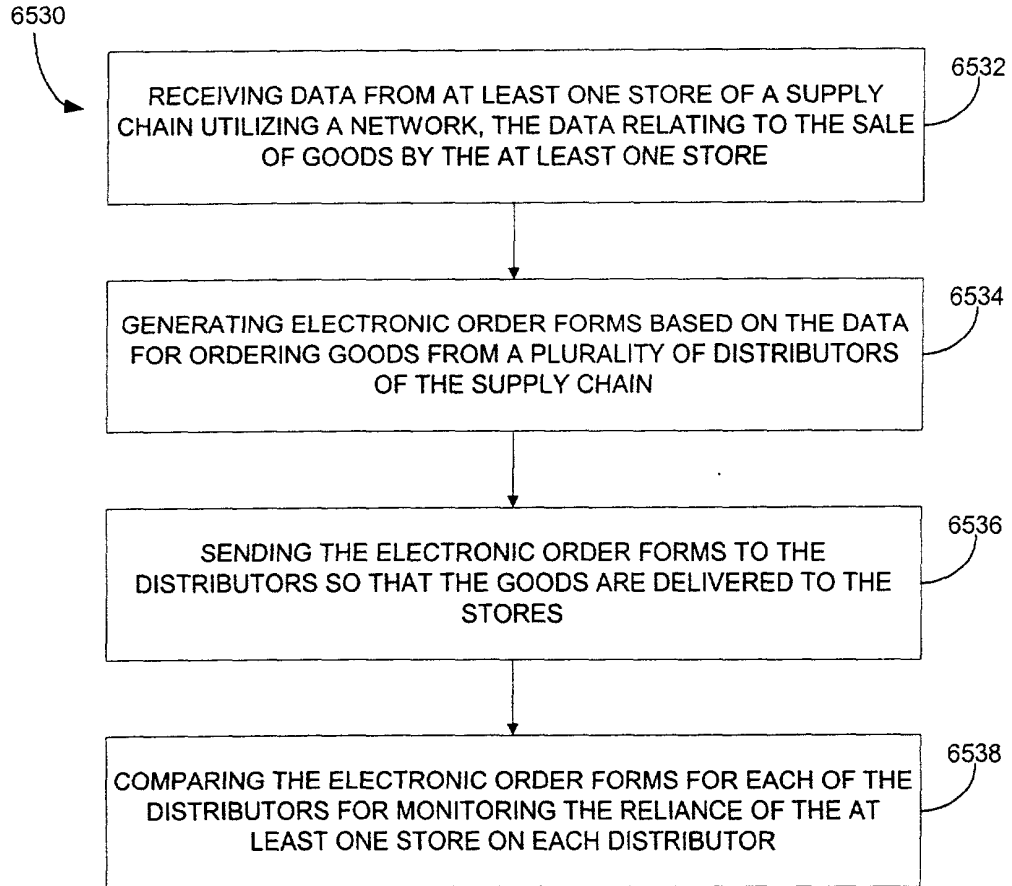 6530
6532
RECEIVING DATA FROM AT LEAST ONE STORE OF A SUPPLY
CHAIN UTILIZING A NETWORK, THE DATA RELATING TO THE SALE
OF GOODS BY THE AT LEAST ONE STORE
6534
GENERATING ELECTRONIC ORDER FORMS BASED ON THE DATA
FOR ORDERING GOODS FROM A PLURALITY OF DISTRIBUTORS
OF THE SUPPLY CHAIN
6536
SENDING THE ELECTRONIC ORDER FORMS TO THE
DISTRIBUTORS SO THAT THE GOODS ARE DELIVERED TO THE
STORES
6538
COMPARING THE ELECTRONIC ORDER FORMS FOR EACH OF THE
DISTRIBUTORS FOR MONITORING THE RELIANCE OF THE AT
LEAST ONE STORE ON EACH DISTRIBUTOR